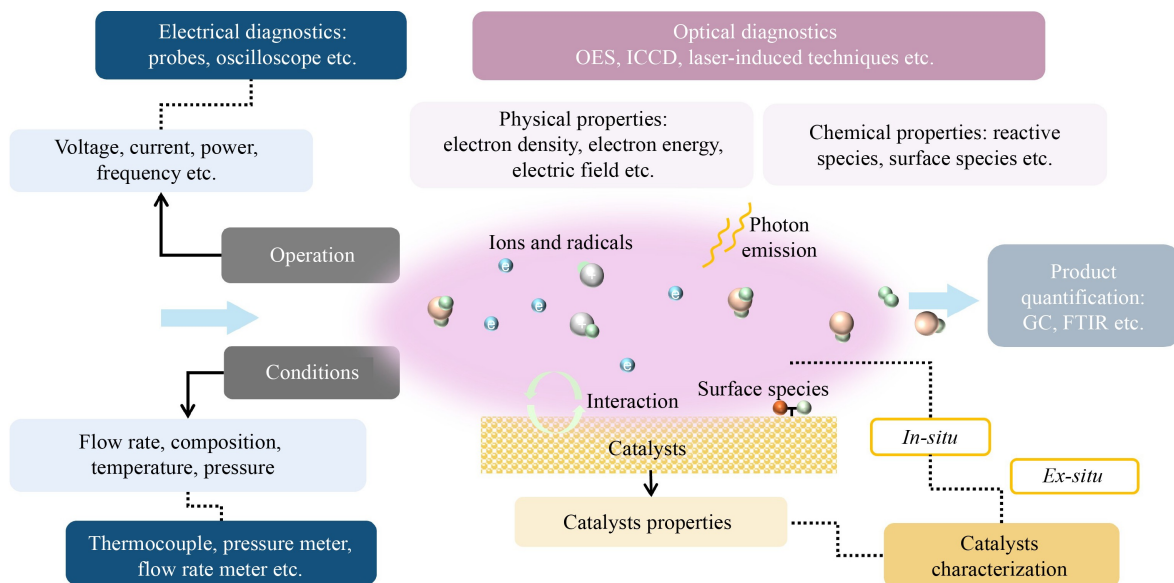 Electrical diagnostics:
probes, oscilloscope etc.
Optical diagnostics
OES, ICCD, laser-induced techniques etc.
Voltage, current, power,
frequency etc.
Physical properties:
electron density, electron energy,
electric field etc.
Chemical properties: reactive
species, surface species etc.
Operation
Ions and radicals
Photon
emission
e
+
e
e
e
+
e
Product
quantification:
GC, FTIR etc.
Conditions
Interaction
Surface species
Flow rate, composition,
temperature, pressure
Catalysts
In-situ
Ex-situ
Catalysts properties
Thermocouple, pressure meter,
flow rate meter etc.
Catalysts
characterization